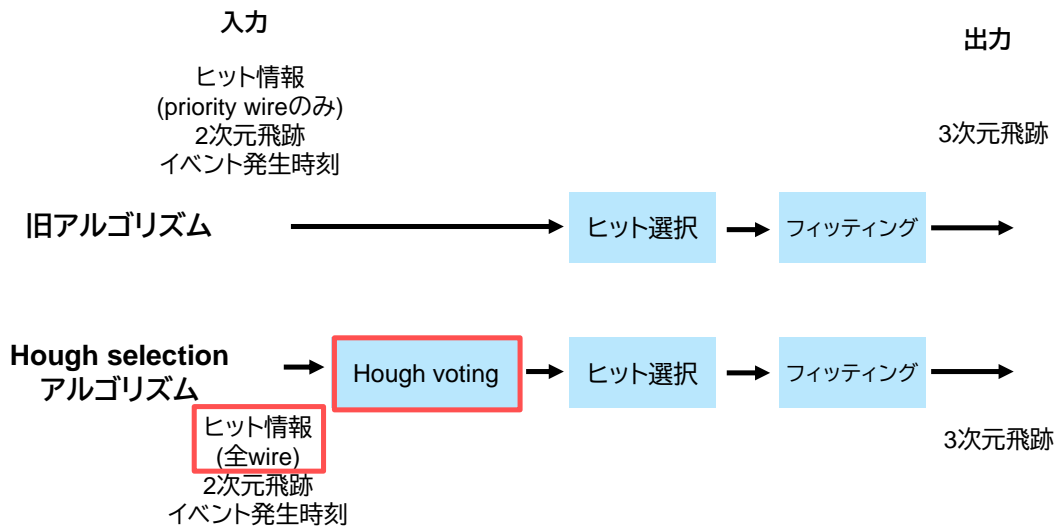 入力
出力
ヒット情報
(priority wireのみ)
2次元飛跡
イベント発生時刻
3次元飛跡
旧アルゴリズム
ヒット選択
フィッティング
Hough selection
アルゴリズム
Hough voting
ヒット選択
フィッティング
ヒット情報
(全wire)
2次元飛跡
イベント発生時刻
3次元飛跡